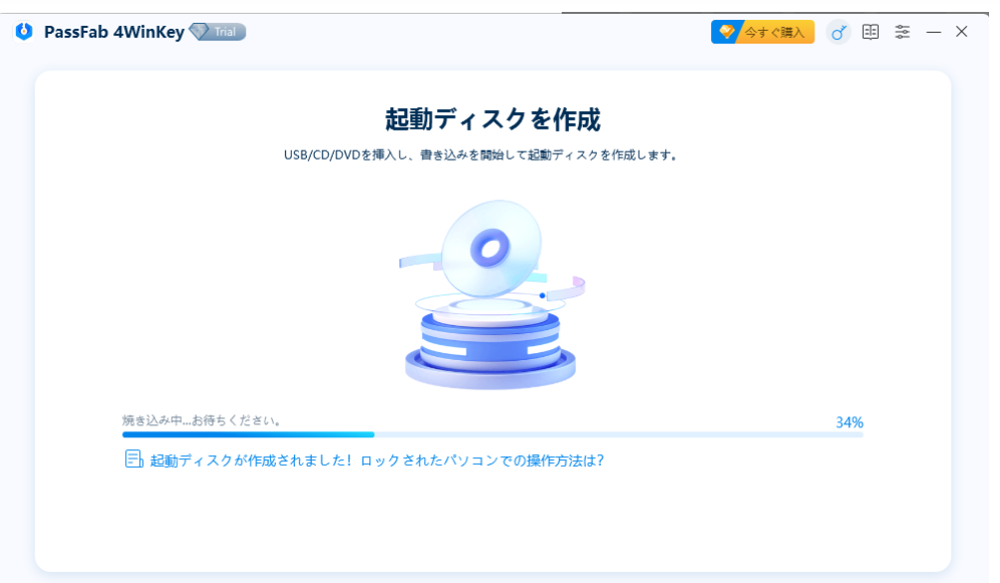 PassFab 4WinKey Trial 今すぐ購入
起動ディスクを作成
USB/CD/DVDを挿入し、書き込みを開始して起動ディスクを作成します。
焼き込み中...お待ちください。 34%
起動ディスクが作成されました！ロックされたパソコンでの操作方法は？